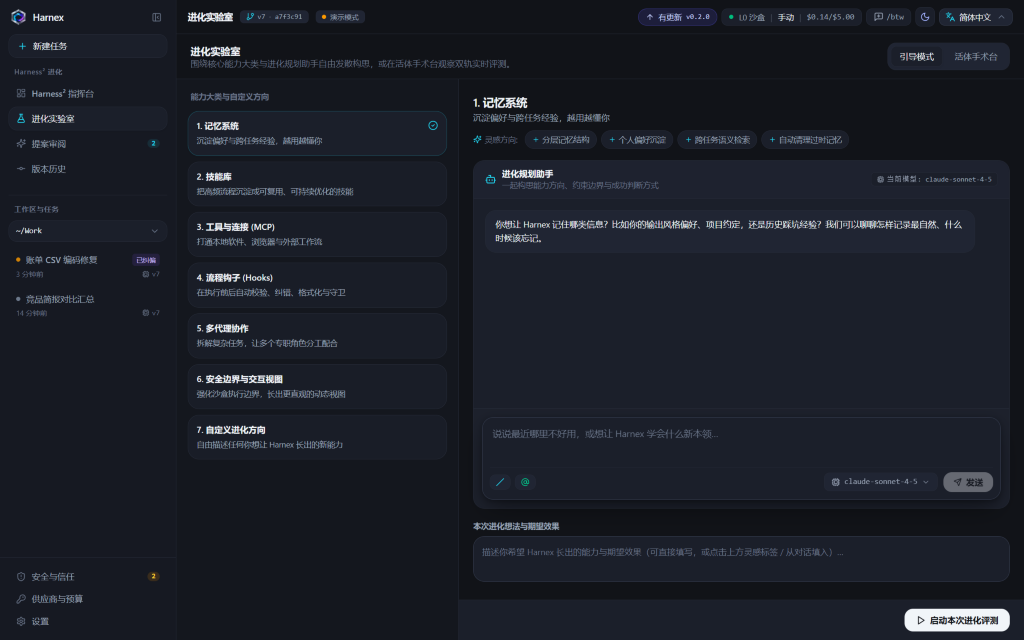 Harnex
新建任务
Harness² 进化
Harness² 指挥台
进化实验室
提案审阅
2
版本历史
工作区与任务
~/Work
账单 CSV 编码修复
已纠偏
3 分钟前
v7
竞品简报对比汇总
14 分钟前
v7
安全与信任
2
供应商与预算
设置
进化实验室
v7 · a7f3c91
演示模式
有更新 v0.2.0
L0 沙盒
手动
$0.14/$5.00
/btw
简体中文
进化实验室
围绕核心能力大类与进化规划助手自由发散构思，或在活体手术台观察双轨实时评测。
引导模式
活体手术台
能力大类与自定义方向
1. 记忆系统
沉淀偏好与跨任务经验，越用越懂你
2. 技能库
把高频流程沉淀成可复用、可持续优化的技能
3. 工具与连接 (MCP)
打通本地软件、浏览器与外部工作流
4. 流程钩子 (Hooks)
在执行前后自动校验、纠错、格式化与守卫
5. 多代理协作
拆解复杂任务，让多个专职角色分工配合
6. 安全边界与交互视图
强化沙盒执行边界，长出更直观的动态视图
7. 自定义进化方向
自由描述任何你想让 Harnex 长出的新能力
1. 记忆系统
沉淀偏好与跨任务经验，越用越懂你
灵感方向:
+ 分层记忆结构
+ 个人偏好沉淀
+ 跨任务语义检索
+ 自动清理过时记忆
进化规划助手
一起构思能力方向、约束边界与成功判断方式
当前模型: claude-sonnet-4-5
你想让 Harnex 记住哪类信息？比如你的输出风格偏好、项目约定，还是历史踩坑经验？我们可以聊聊怎样记录最自然、什么
时候该忘记。
说说最近哪里不好用，或想让 Harnex 学会什么新本领...
claude-sonnet-4-5
发送
本次进化想法与期望效果
描述你希望 Harnex 长出的能力与期望效果（可直接填写，或点击上方灵感标签 / 从对话填入）...
启动本次进化评测